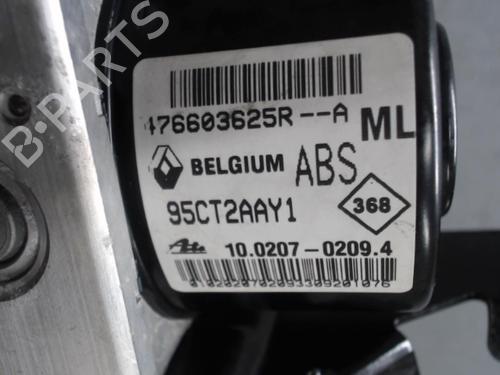 476603625R--A
ML
BELGIUM ABS
95CT2AAY1
368
Ate 10.0207-0209.4
B-Parts